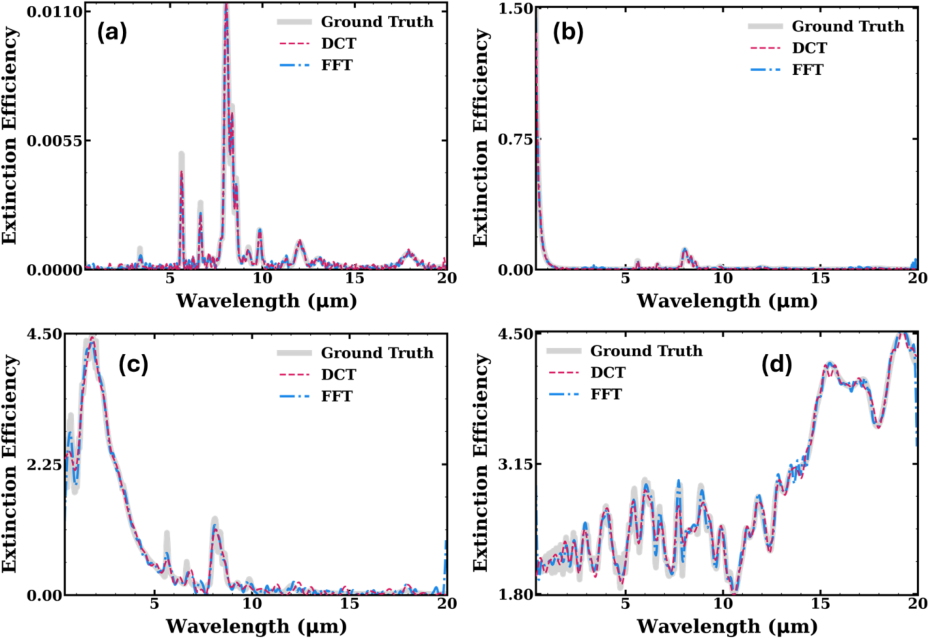 (a)
Ground Truth
DCT
FFT
Extinction Efficiency
0.0110
0.0055
0.0000
5
10
15
20
Wavelength (μm)
(b)
Ground Truth
DCT
FFT
Extinction Efficiency
1.50
0.75
0.00
5
10
15
20
Wavelength (μm)
(c)
Ground Truth
DCT
FFT
Extinction Efficiency
4.50
2.25
0.00
5
10
15
20
Wavelength (μm)
(d)
Ground Truth
DCT
FFT
Extinction Efficiency
4.50
3.15
1.80
5
10
15
20
Wavelength (μm)